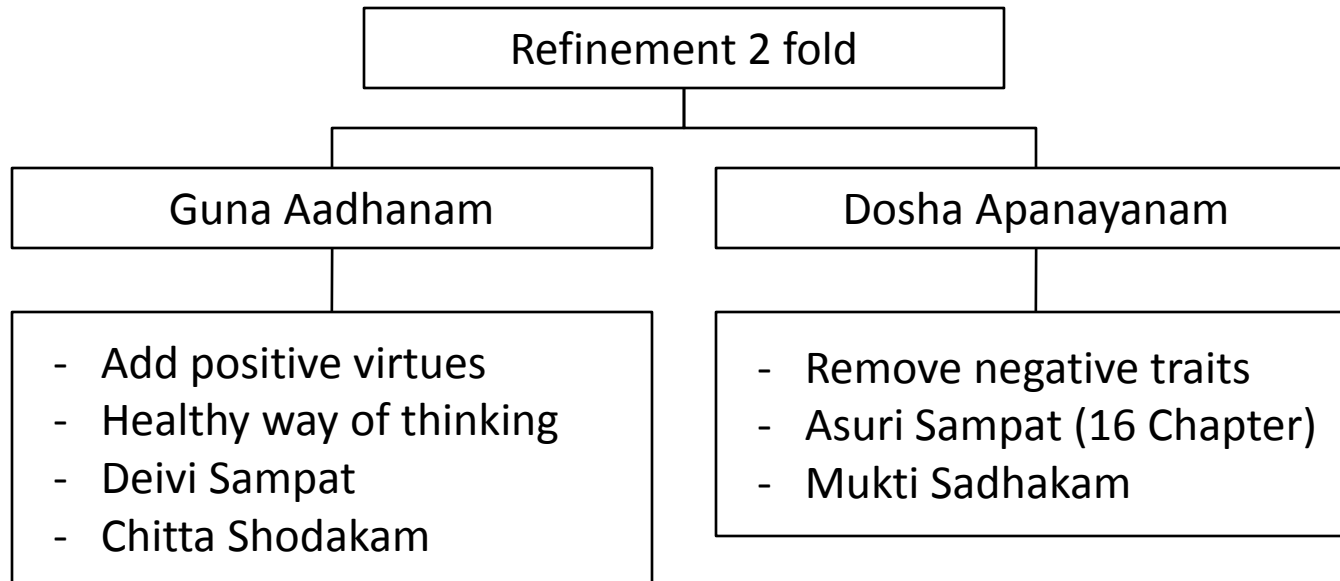 Refinement 2 fold
Guna Aadhanam
- Add positive virtues
- Healthy way of thinking
- Deivi Sampat
- Chitta Shodakam
Dosha Apanayanam
- Remove negative traits
- Asuri Sampat (16 Chapter)
- Mukti Sadhakam